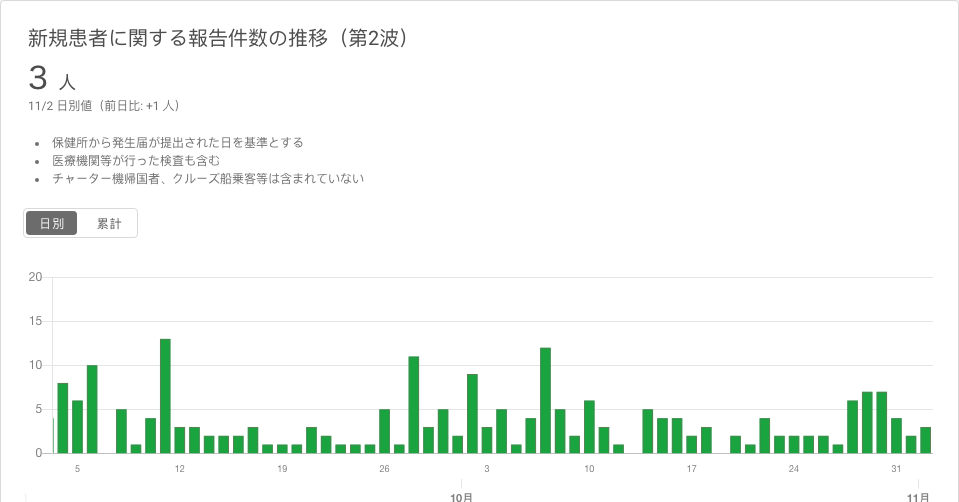 新規患者に関する報告件数の推移（第2波）
3 人
11/2 日別値（前日比: +1 人）
保健所から発生届が提出された日を基準とする
医療機関等が行った検査も含む
チャーター機帰国者、クルーズ船乗客等は含まれていない
日別 累計
20
15
10
5
0
5 12 19 26 3 10 17 24 31
10月 11月